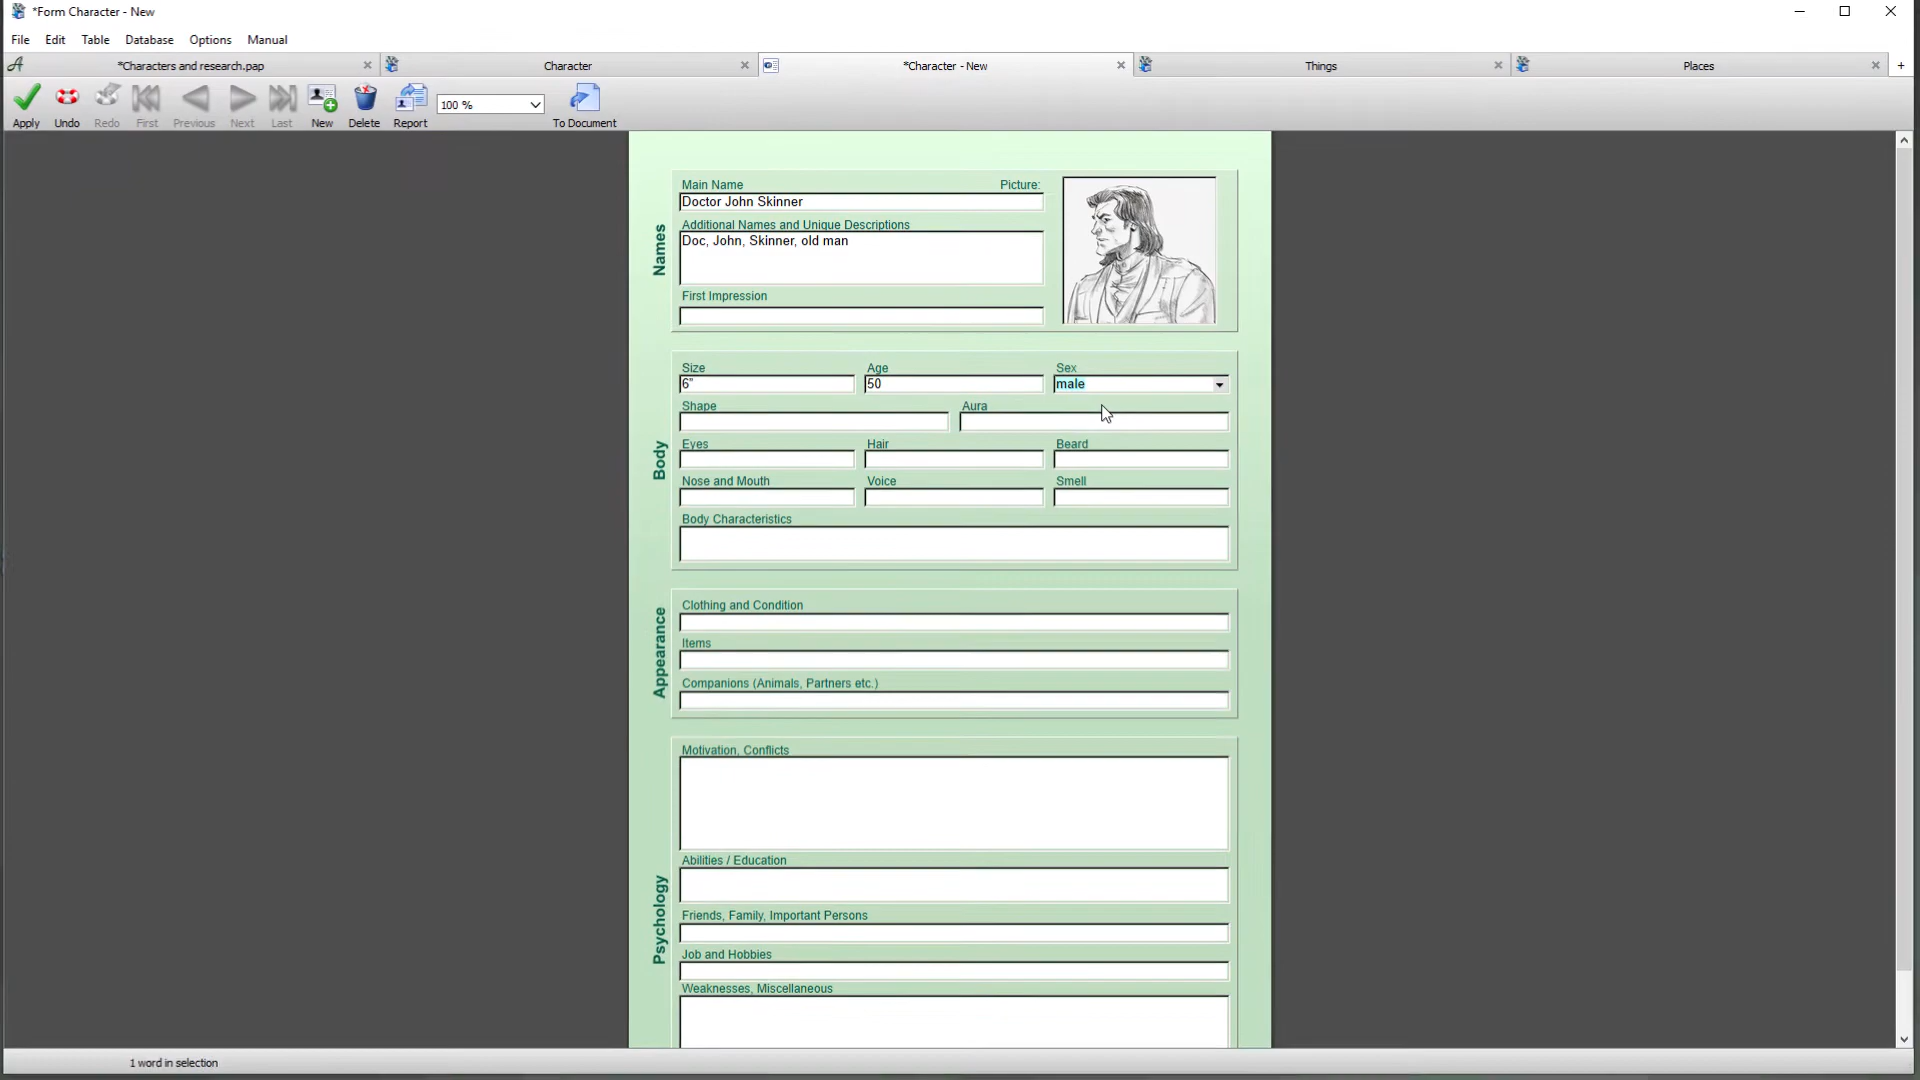 *Form Character - New
File Edit Table Database Options Manual
*Characters and research.pap Character *Character - New Things Places
100 %
Apply Undo Redo First Previous Next Last New Delete Report To Document
Main Name Picture:
Doctor John Skinner
Additional Names and Unique Descriptions
Doc, John, Skinner, old man
First Impression
Names
Size Age Sex
6” 50 male
Shape Aura
Eyes Hair Beard
Nose and Mouth Voice Smell
Body Characteristics
Body
Clothing and Condition
Items
Companions (Animals, Partners etc.)
Appearance
Motivation, Conflicts
Abilities / Education
Friends, Family, Important Persons
Job and Hobbies
Weaknesses, Miscellaneous
Psychology
1 word in selection